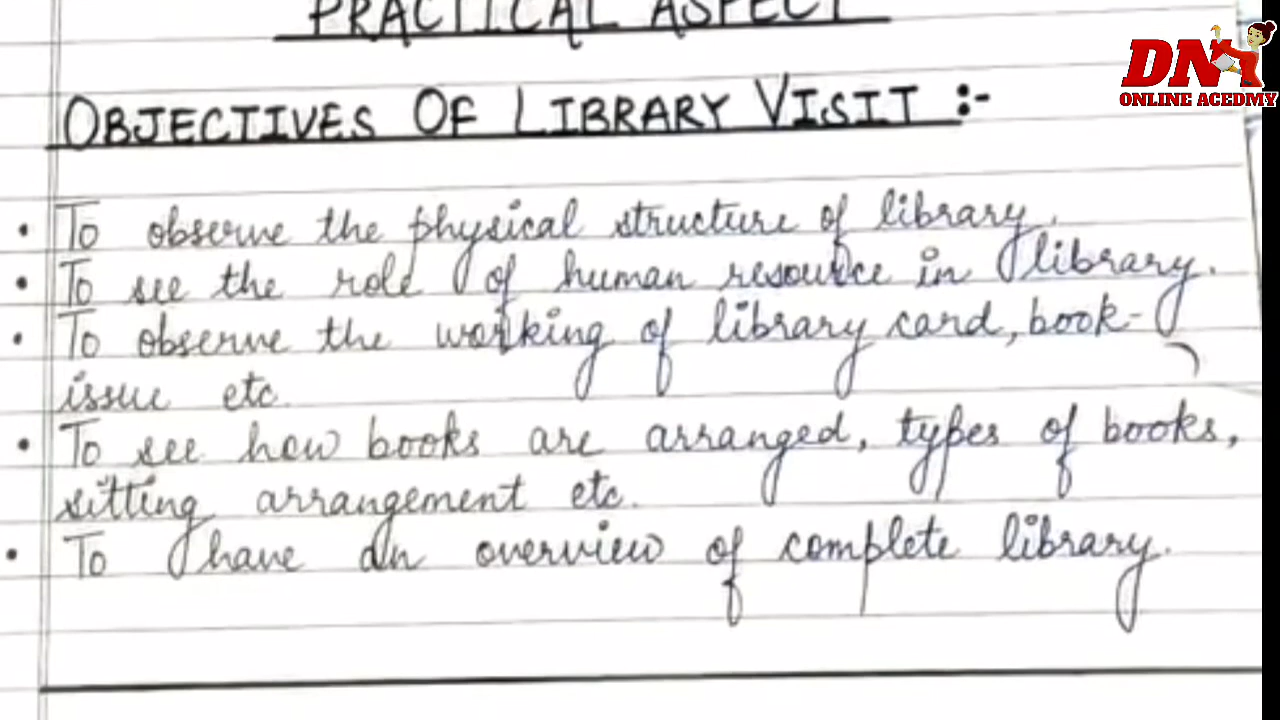 PRACTICAL ASPECT
DNA
ONLINE ACEDMY
OBJECTIVES OF LIBRARY VISIT :-
• To observe the physical structure of library.
• To see the role of human resource in library.
• To observe the working of library card, book-
issue etc.
• To see how books are arranged, types of books,
sitting arrangement etc.
• To have an overview of complete library.